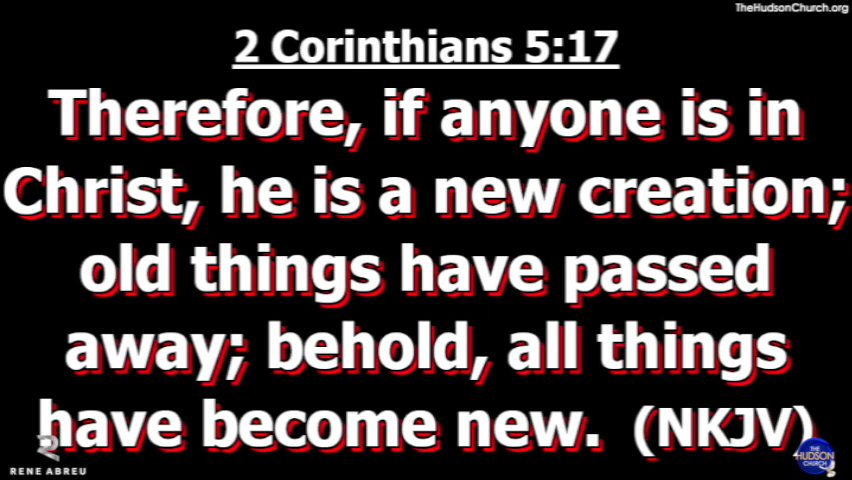 TheHudsonChurch.org
2 Corinthians 5:17
Therefore, if anyone is in
Christ, he is a new creation;
old things have passed
away; behold, all things
have become new. (NKJV)
RENE ABREU
THE
HUDSON
CHURCH